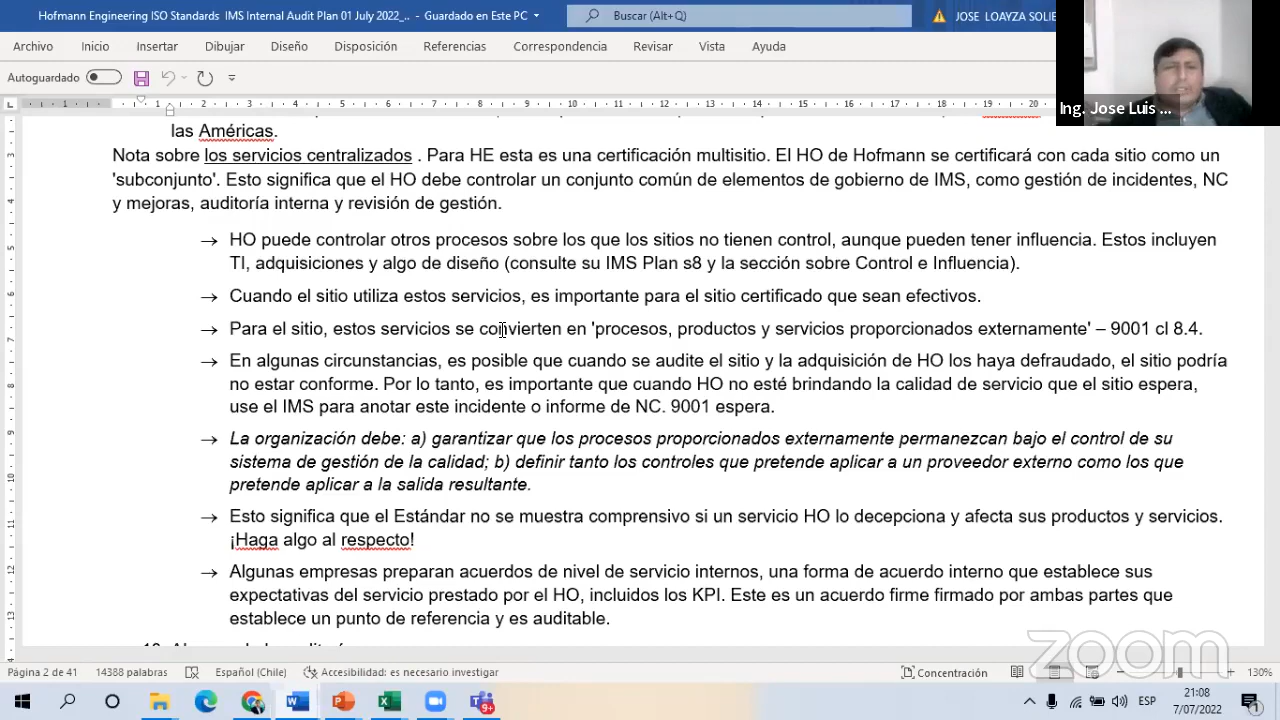 Hofmann Engineering IMS Standards - Audit Plan 01 July 2022_.. - Guardado en Este PC
Buscar (Alt+Q)
JOSE LOAYZA SOLIE
Archivo Inicio Insertar Dibujar Diseño Disposición Referencias Correspondencia Revisar Vista Ayuda
Autoguardado
Ing. Jose Luis ...
las Américas.
Nota sobre los servicios centralizados . Para HE esta es una certificación multisitio. El HO de Hofmann se certificará con cada sitio como un
'subconjunto'. Esto significa que el HO debe controlar un conjunto común de elementos de gobierno de IMS, como gestión de incidentes, NC
y mejoras, auditoría interna y revisión de gestión.
→ HO puede controlar otros procesos sobre los que los sitios no tienen control, aunque pueden tener influencia. Estos incluyen
TI, adquisiciones y algo de diseño (consulte su IMS Plan s8 y la sección sobre Control e Influencia).
→ Cuando el sitio utiliza estos servicios, es importante para el sitio certificado que sean efectivos.
→ Para el sitio, estos servicios se convierten en 'procesos, productos y servicios proporcionados externamente' – 9001 cl 8.4.
→ En algunas circunstancias, es posible que cuando se audite el sitio y la adquisición de HO los haya defraudado, el sitio podría
no estar conforme. Por lo tanto, es importante que cuando HO no esté brindando la calidad de servicio que el sitio espera,
use el IMS para anotar este incidente o informe de NC. 9001 espera.
→ La organización debe: a) garantizar que los procesos proporcionados externamente permanezcan bajo el control de su
sistema de gestión de la calidad; b) definir tanto los controles que pretende aplicar a un proveedor externo como los que
pretende aplicar a la salida resultante.
→ Esto significa que el Estándar no se muestra comprensivo si un servicio HO lo decepciona y afecta sus productos y servicios.
¡Haga algo al respecto!
→ Algunas empresas preparan acuerdos de nivel de servicio internos, una forma de acuerdo interno que establece sus
expectativas del servicio prestado por el HO, incluidos los KPI. Este es un acuerdo firme firmado por ambas partes que
establece un punto de referencia y es auditable.
zoom
Página 2 de 41 14388 palabras Español (Chile) Accesibilidad: es necesario investigar Concentración 130%
9+
ESP
21:08
7/07/2022
1